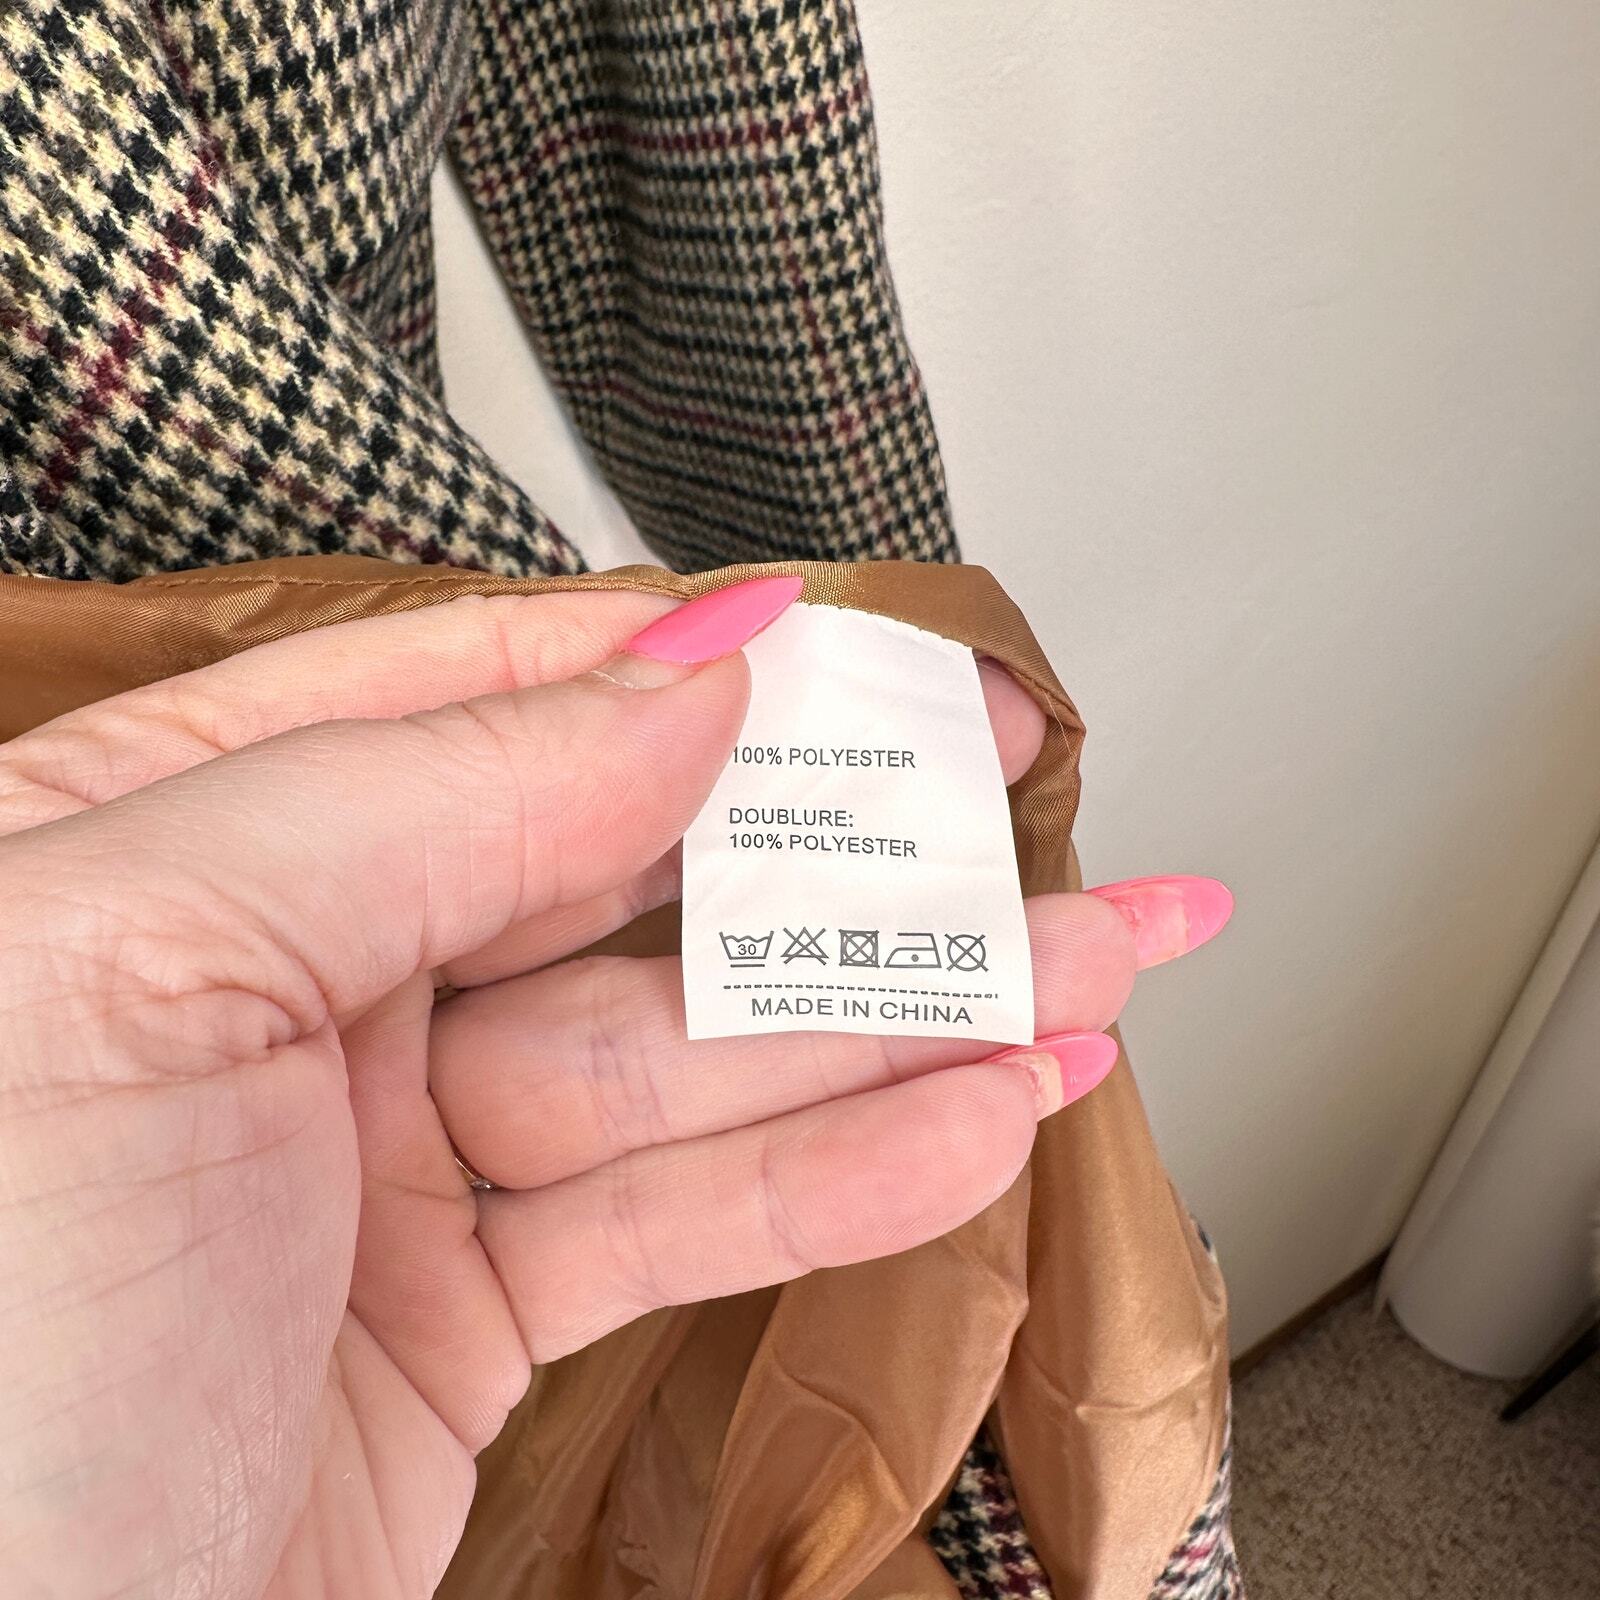 100% POLYESTER
DOUBLURE:
100% POLYESTER
30
MADE IN CHINA